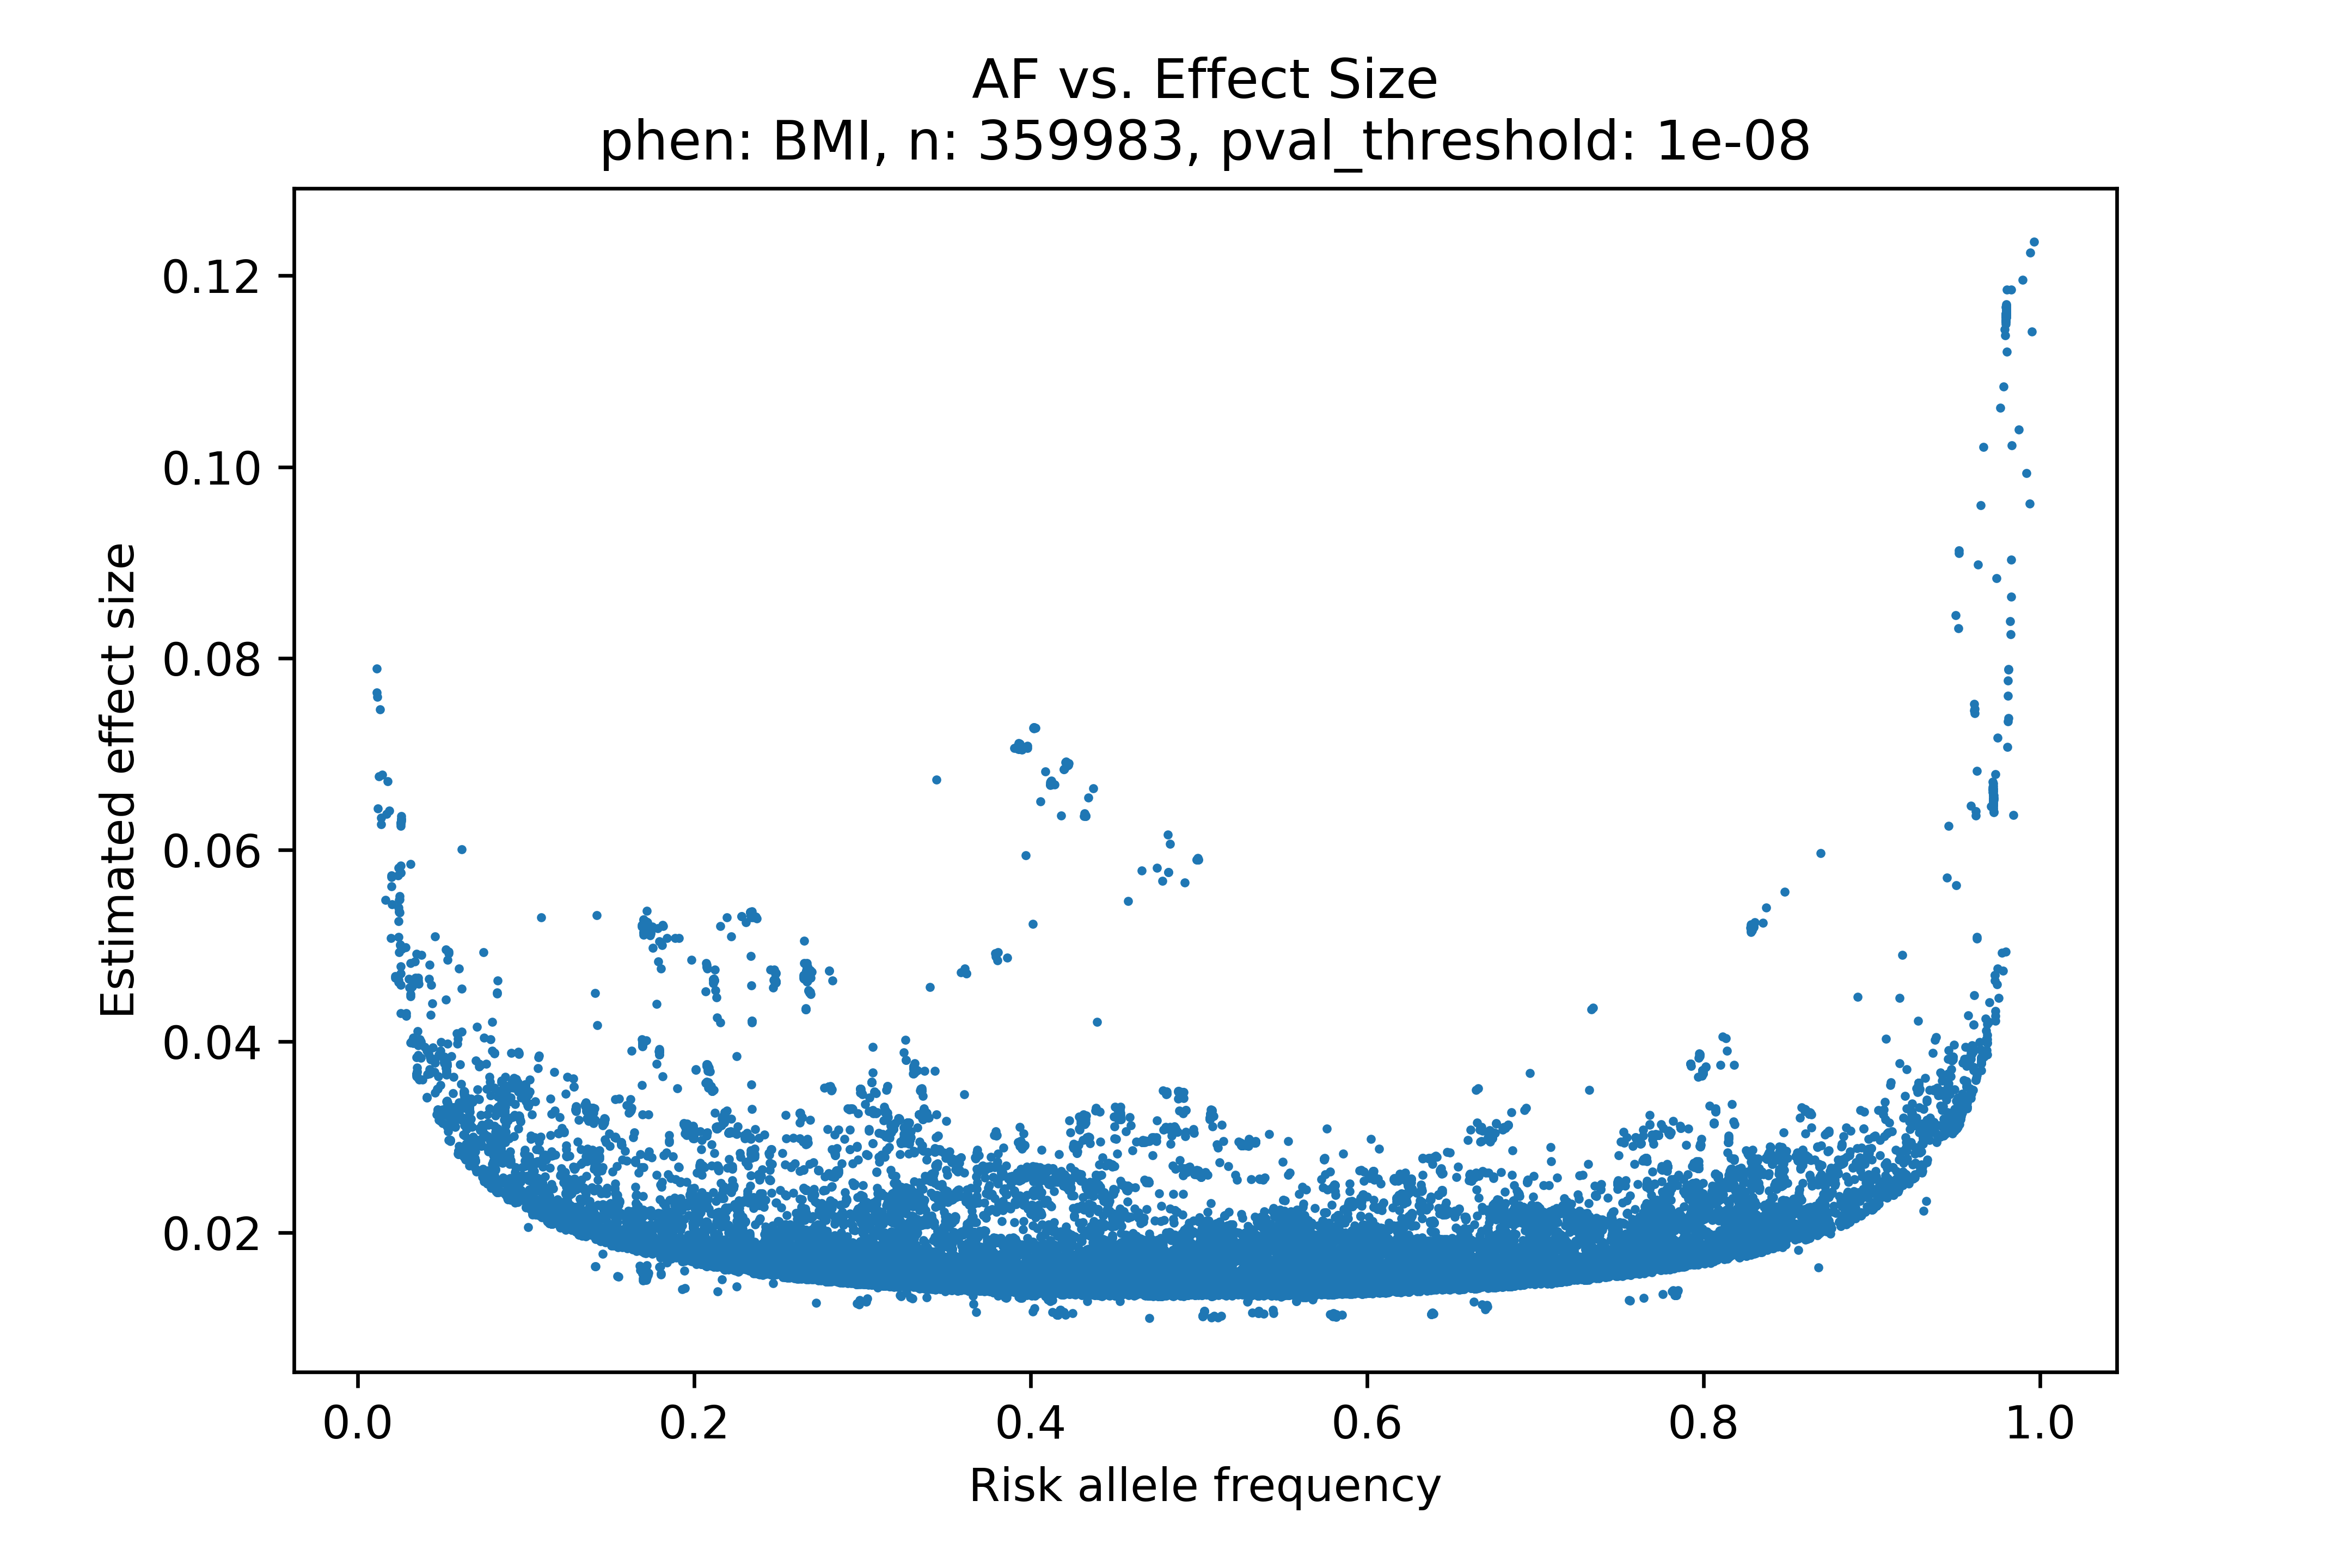 AF vs. Effect Size
phen: BMI, n: 359983, pval_threshold: 1e-08
Estimated effect size
0.12
0.10
0.08
0.06
0.04
0.02
0.0 0.2 0.4 0.6 0.8 1.0
Risk allele frequency